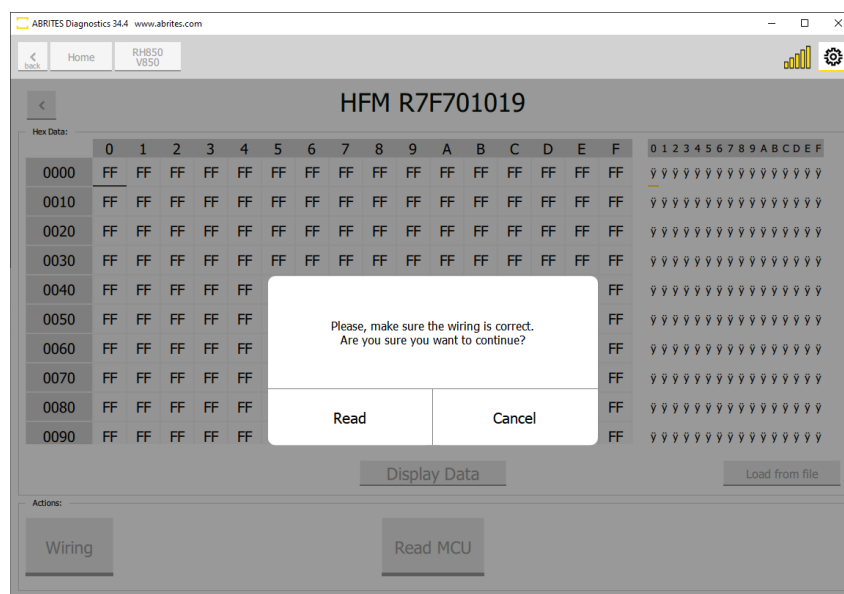 ABRITES Diagnostics 34.4 www.abrites.com
back Home RH850 V850
HFM R7F701019
Hex Data:
0 1 2 3 4 5 6 7 8 9 A B C D E F 0 1 2 3 4 5 6 7 8 9 A B C D E F
0000 FF FF FF FF FF FF FF FF FF FF FF FF FF FF FF FF ÿ ÿ ÿ ÿ ÿ ÿ ÿ ÿ ÿ ÿ ÿ ÿ ÿ ÿ ÿ ÿ
0010 FF FF FF FF FF FF FF FF FF FF FF FF FF FF FF FF ÿ ÿ ÿ ÿ ÿ ÿ ÿ ÿ ÿ ÿ ÿ ÿ ÿ ÿ ÿ ÿ
0020 FF FF FF FF FF FF FF FF FF FF FF FF FF FF FF FF ÿ ÿ ÿ ÿ ÿ ÿ ÿ ÿ ÿ ÿ ÿ ÿ ÿ ÿ ÿ ÿ
0030 FF FF FF FF FF FF FF FF FF FF FF FF FF FF FF FF ÿ ÿ ÿ ÿ ÿ ÿ ÿ ÿ ÿ ÿ ÿ ÿ ÿ ÿ ÿ ÿ
0040 FF FF FF FF FF FF ÿ ÿ ÿ ÿ ÿ ÿ ÿ ÿ ÿ ÿ ÿ ÿ ÿ ÿ ÿ ÿ
0050 FF FF FF FF FF FF ÿ ÿ ÿ ÿ ÿ ÿ ÿ ÿ ÿ ÿ ÿ ÿ ÿ ÿ ÿ ÿ
0060 FF FF FF FF FF FF ÿ ÿ ÿ ÿ ÿ ÿ ÿ ÿ ÿ ÿ ÿ ÿ ÿ ÿ ÿ ÿ
0070 FF FF FF FF FF FF ÿ ÿ ÿ ÿ ÿ ÿ ÿ ÿ ÿ ÿ ÿ ÿ ÿ ÿ ÿ ÿ
0080 FF FF FF FF FF FF ÿ ÿ ÿ ÿ ÿ ÿ ÿ ÿ ÿ ÿ ÿ ÿ ÿ ÿ ÿ ÿ
0090 FF FF FF FF FF FF ÿ ÿ ÿ ÿ ÿ ÿ ÿ ÿ ÿ ÿ ÿ ÿ ÿ ÿ ÿ ÿ
Please, make sure the wiring is correct.
Are you sure you want to continue?
Read Cancel
Display Data Load from file
Actions:
Wiring Read MCU